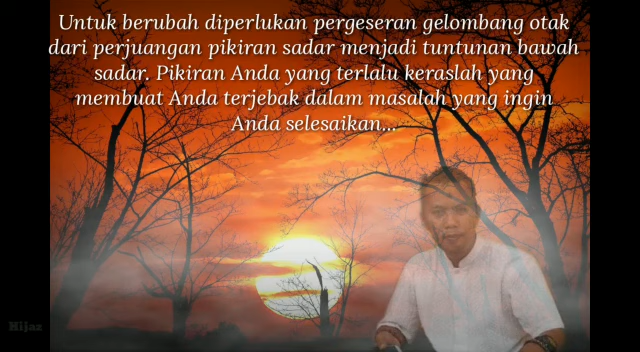 Untuk berubah diperlukan pergeseran gelombang otak
dari perjuangan pikiran sadar menjadi tuntunan bawah
sadar. Pikiran Anda yang terlalu keraslah yang
membuat Anda terjebak dalam masalah yang ingin
Anda selesaikan...
Hijaz